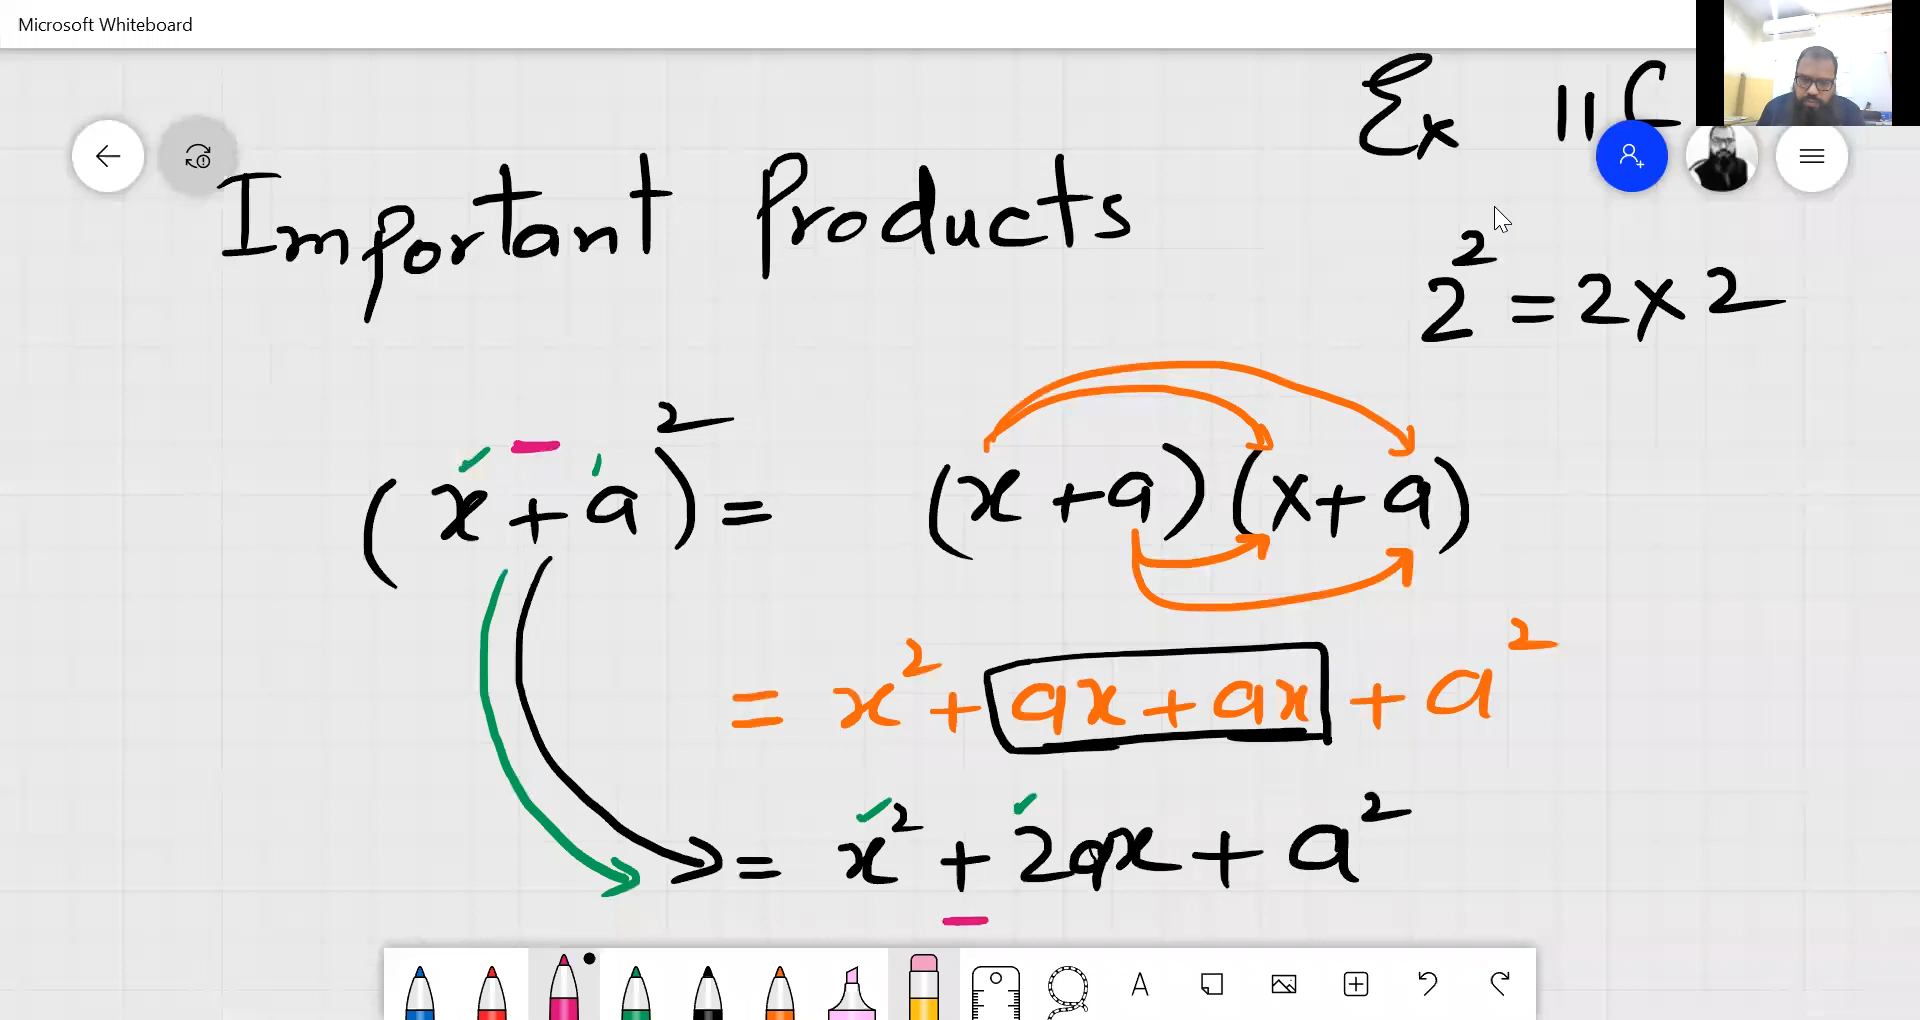 Microsoft Whiteboard
Ex 11C
Important Products
2² = 2 x 2
(x + a)² = (x + a)(x + a)
= x² + ax + ax + a²
= x² + 2ax + a²